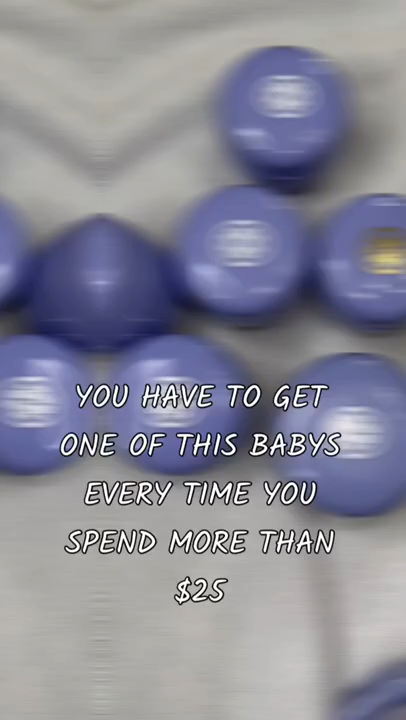 YOU HAVE TO GET
ONE OF THIS BABYS
EVERY TIME YOU
SPEND MORE THAN
$25